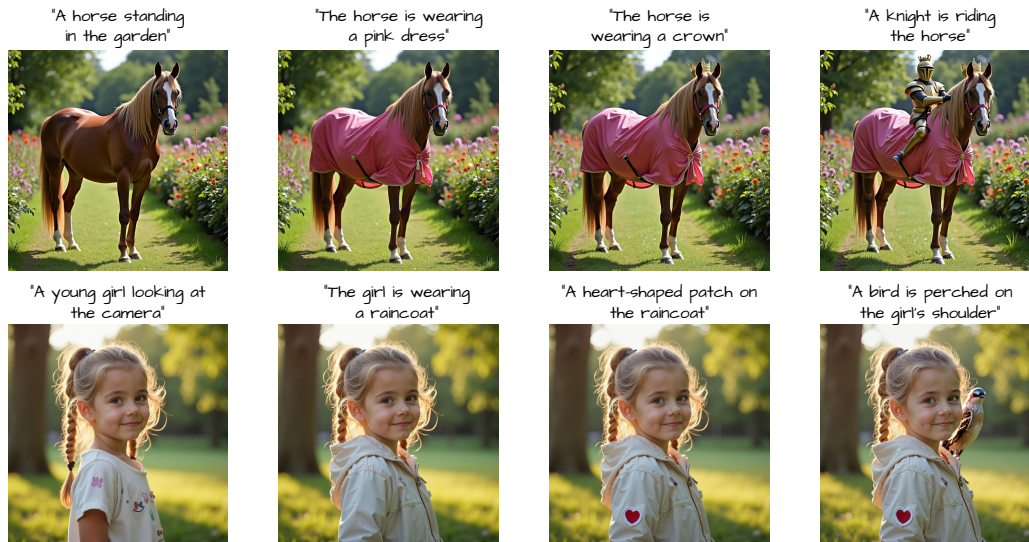 "A horse standing
in the garden"
"The horse is wearing
a pink dress"
"The horse is
wearing a crown"
"A knight is riding
the horse"
"A young girl looking at
the camera"
"The girl is wearing
a raincoat"
"A heart-shaped patch on
the raincoat"
"A bird is perched on
the girl's shoulder"